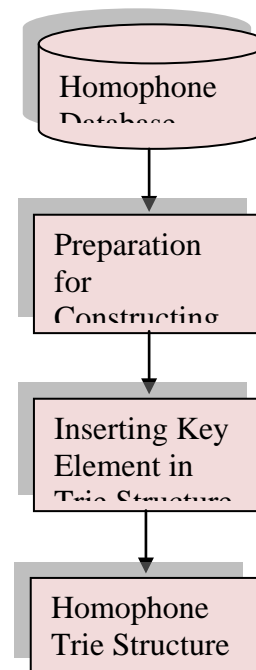 Homophone
Database
Preparation
for
Constructing
Inserting Key
Element in
Trie Structure
Homophone
Trie Structure